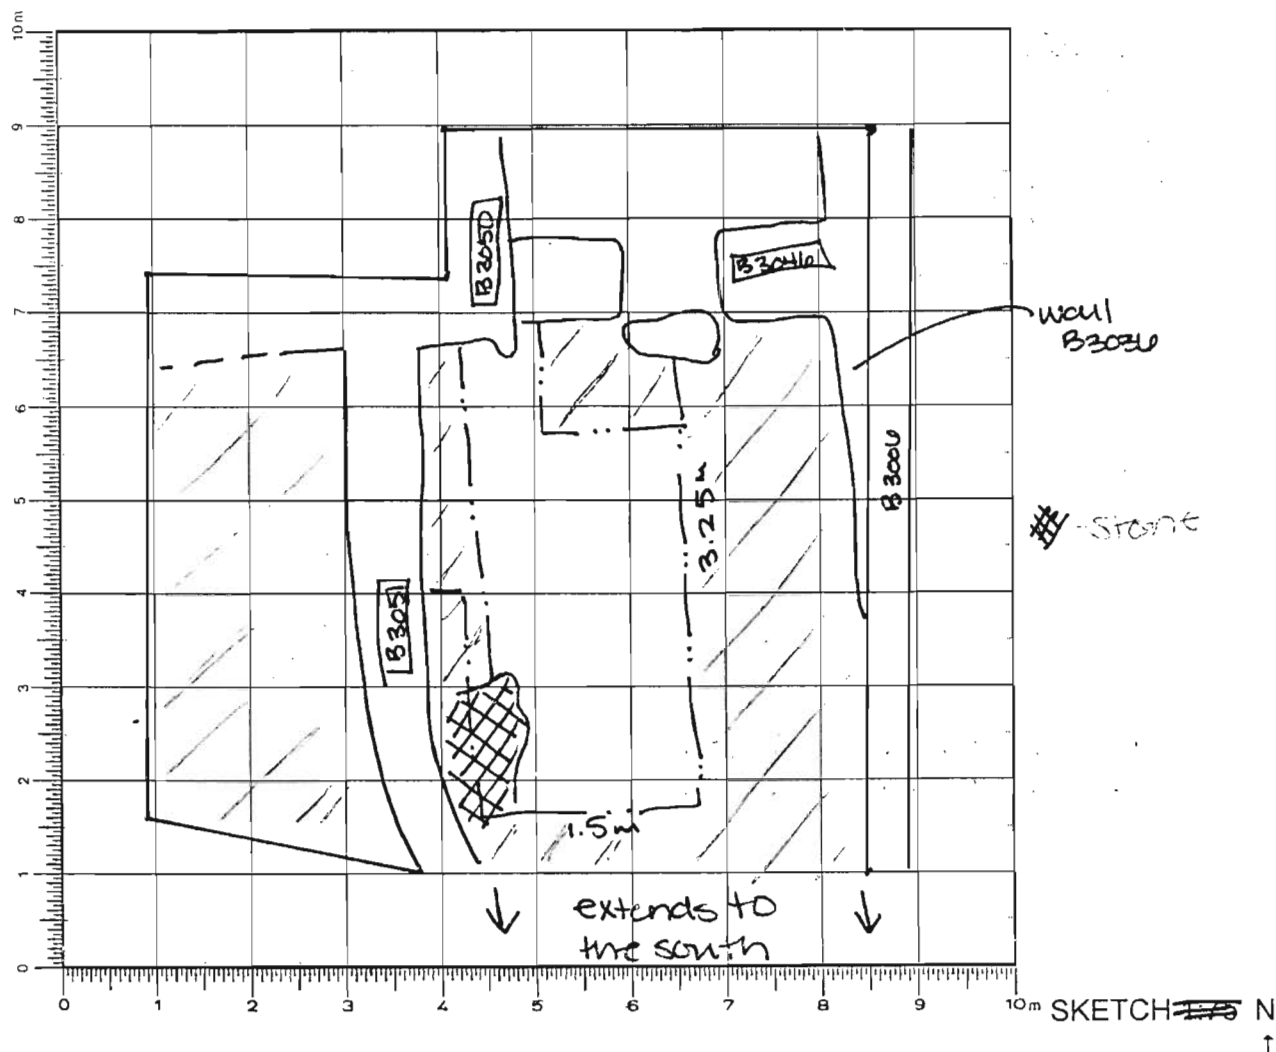 10m
9
8
7
6
5
4
3
2
1
0
B3050
B3046
wall
B3036
B3006
3.25m
- stone
B3051
1.5m
extends to
the south
0 1 2 3 4 5 6 7 8 9 10m
SKETCH N